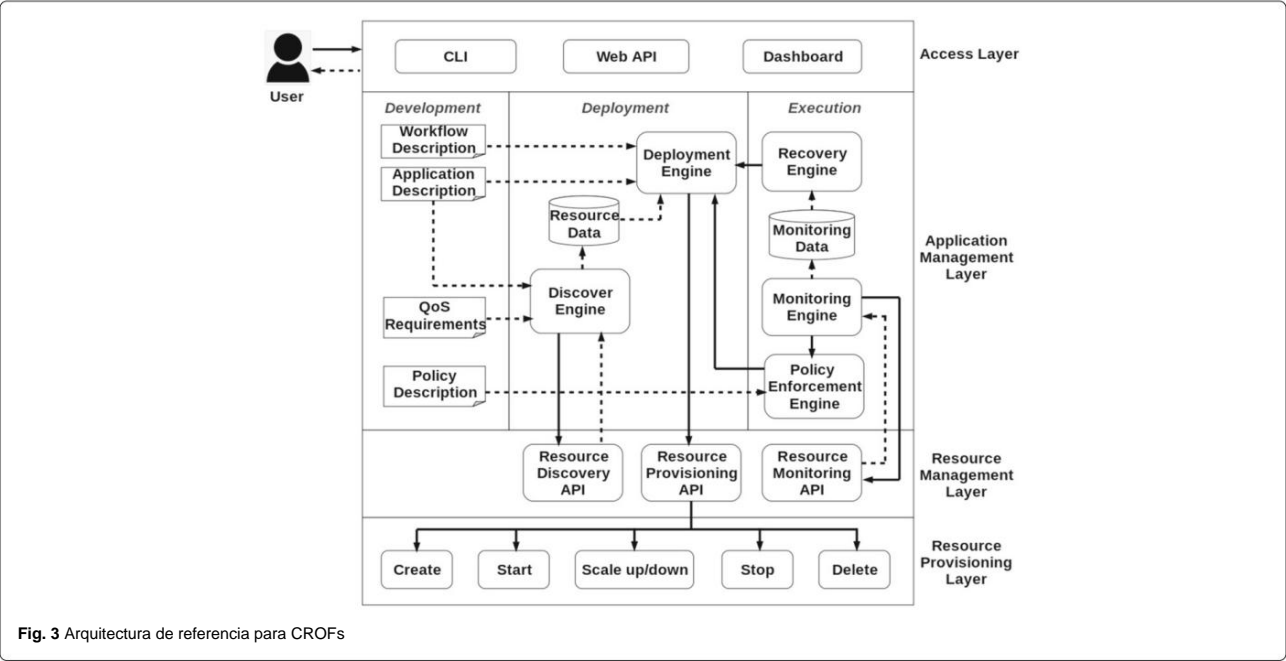 CLI
Web API
Dashboard
Access Layer
User
Development
Deployment
Execution
Workflow
Description
Application
Description
Deployment
Engine
Recovery
Engine
Resource
Data
Monitoring
Data
Application
Management
Layer
Discover
Engine
Monitoring
Engine
QoS
Requirements
Policy
Description
Policy
Enforcement
Engine
Resource
Discovery
API
Resource
Provisioning
API
Resource
Monitoring
API
Resource
Management
Layer
Create
Start
Scale up/down
Stop
Delete
Resource
Provisioning
Layer
Fig. 3 Arquitectura de referencia para CROFs